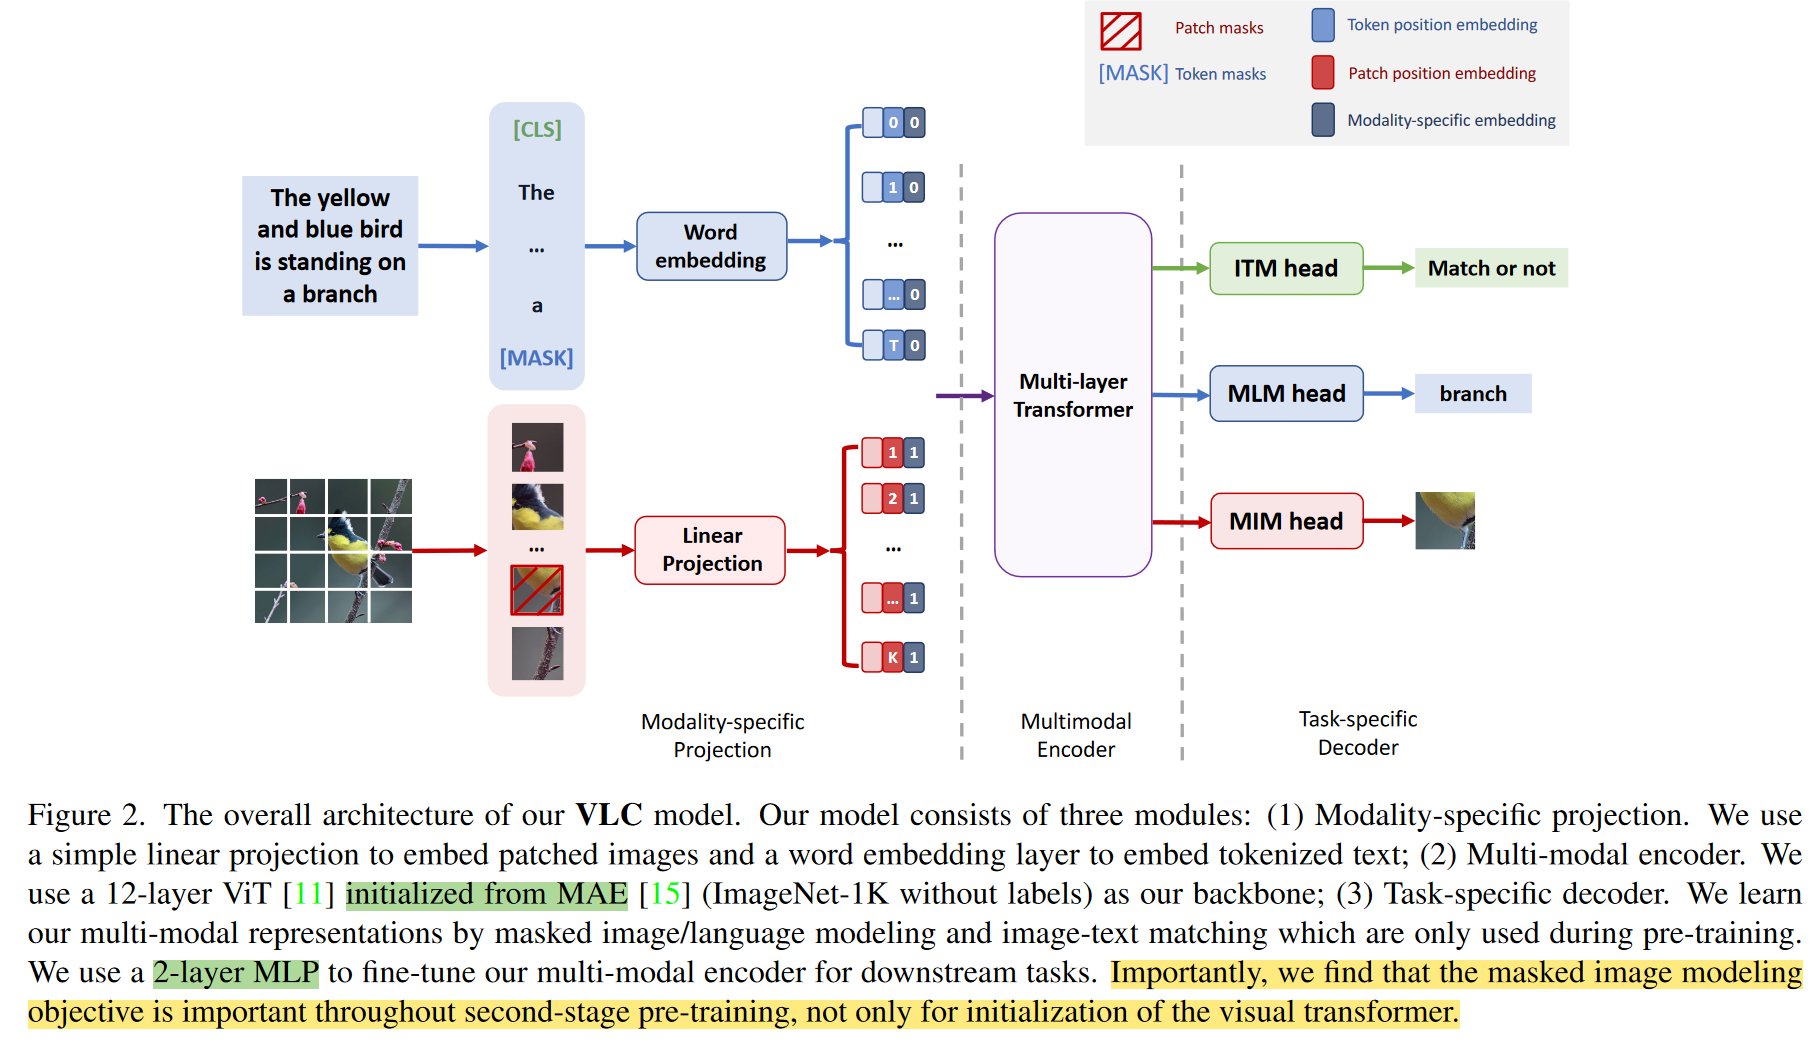 Patch masks
[MASK] Token masks
Token position embedding
Patch position embedding
Modality-specific embedding
The yellow
and blue bird
is standing on
a branch
[CLS]
The
...
a
[MASK]
Word
embedding
0 0
1 0
...
... 0
T 0
...
Linear
Projection
1 1
2 1
...
... 1
K 1
Multi-layer
Transformer
ITM head
Match or not
MLM head
branch
MIM head
Modality-specific
Projection
Multimodal
Encoder
Task-specific
Decoder
Figure 2. The overall architecture of our VLC model. Our model consists of three modules: (1) Modality-specific projection. We use
a simple linear projection to embed patched images and a word embedding layer to embed tokenized text; (2) Multi-modal encoder. We
use a 12-layer ViT [11] initialized from MAE [15] (ImageNet-1K without labels) as our backbone; (3) Task-specific decoder. We learn
our multi-modal representations by masked image/language modeling and image-text matching which are only used during pre-training.
We use a 2-layer MLP to fine-tune our multi-modal encoder for downstream tasks. Importantly, we find that the masked image modeling
objective is important throughout second-stage pre-training, not only for initialization of the visual transformer.